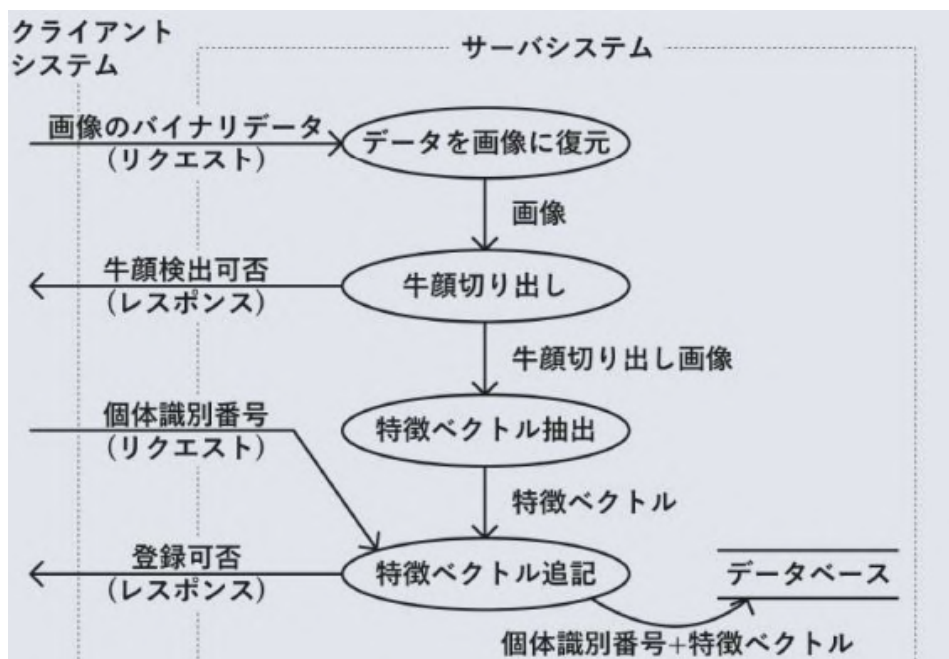 クライアント
システム
サーバシステム
画像のバイナリデータ
(リクエスト)
データを画像に復元
画像
牛顔検出可否
(レスポンス)
牛顔切り出し
牛顔切り出し画像
個体識別番号
(リクエスト)
特徴ベクトル抽出
特徴ベクトル
登録可否
(レスポンス)
特徴ベクトル追記
データベース
個体識別番号+特徴ベクトル